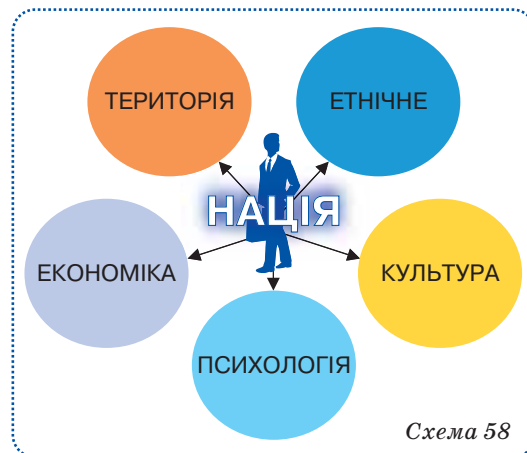 ТЕРИТОРІЯ
ЕТНІЧНЕ
НАЦІЯ
ЕКОНОМІКА
КУЛЬТУРА
ПСИХОЛОГІЯ
Схема 58